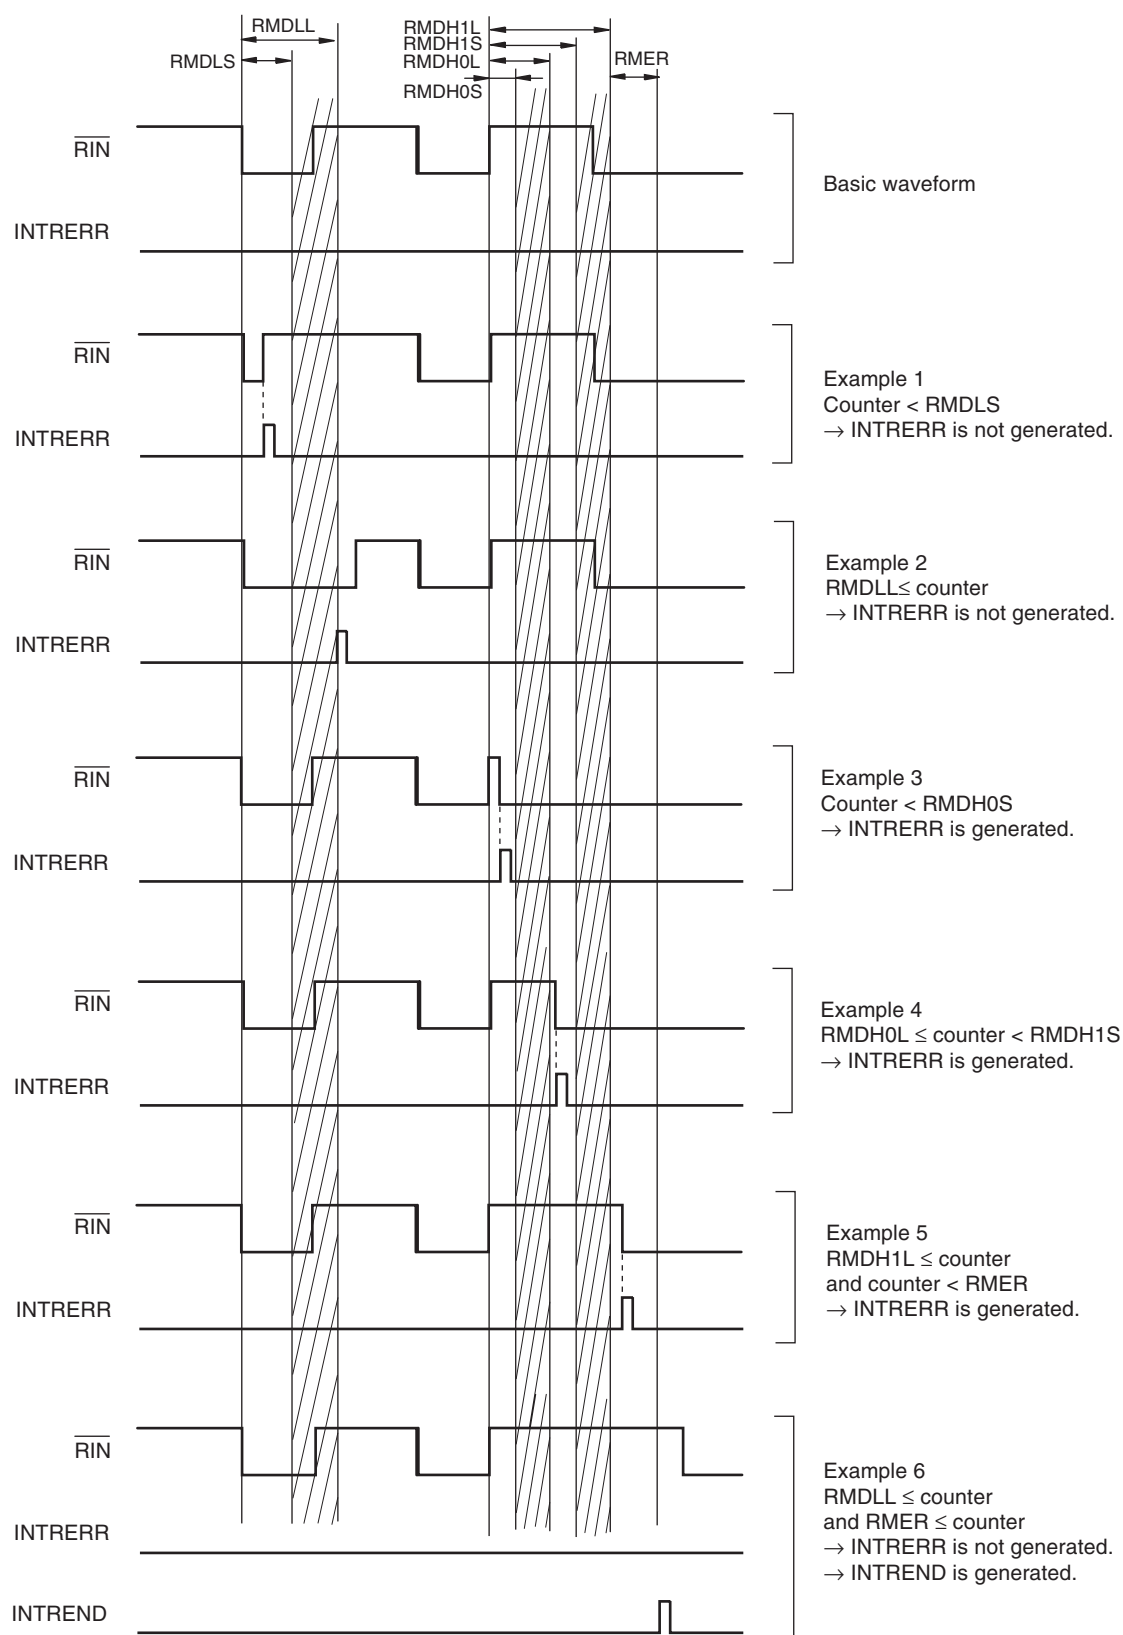 RMDLL
RMDLS
RMDH1L
RMDH1S
RMDH0L
RMDH0S
RMER
RIN
INTRERR
Basic waveform
RIN
INTRERR
Example 1
Counter < RMDLS
→ INTRERR is not generated.
RIN
INTRERR
Example 2
RMDLL≤ counter
→ INTRERR is not generated.
RIN
INTRERR
Example 3
Counter < RMDH0S
→ INTRERR is generated.
RIN
INTRERR
Example 4
RMDH0L ≤ counter < RMDH1S
→ INTRERR is generated.
RIN
INTRERR
Example 5
RMDH1L ≤ counter
and counter < RMER
→ INTRERR is generated.
RIN
INTRERR
INTREND
Example 6
RMDLL ≤ counter
and RMER ≤ counter
→ INTRERR is not generated.
→ INTREND is generated.